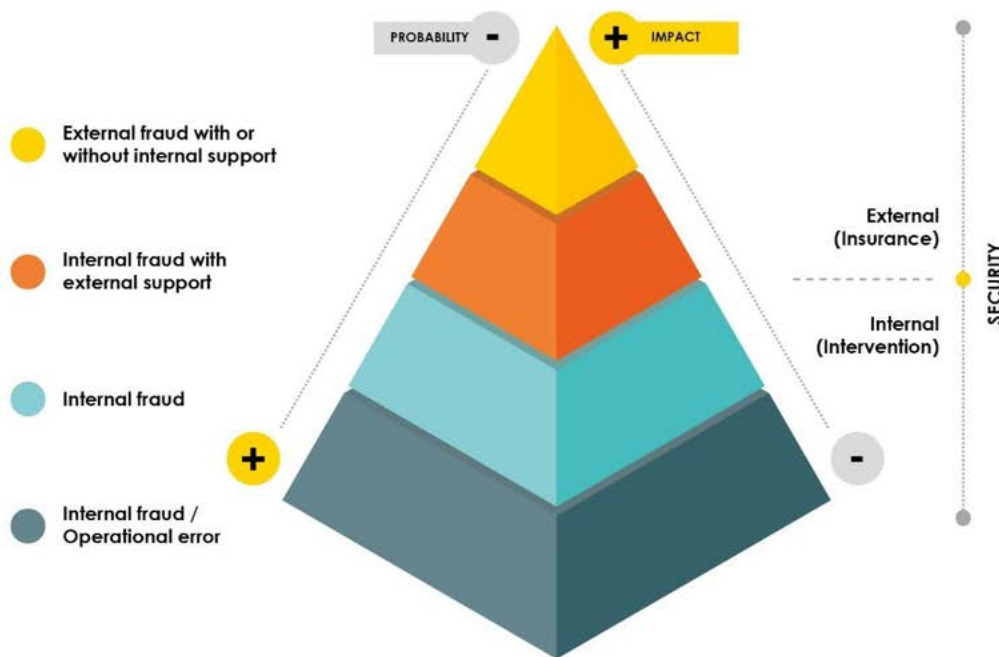 PROBABILITY -
+ IMPACT
External fraud with or
without internal support
Internal fraud with
external support
Internal fraud
Internal fraud /
Operational error
+
-
External
(Insurance)
Internal
(Intervention)
SECURITY